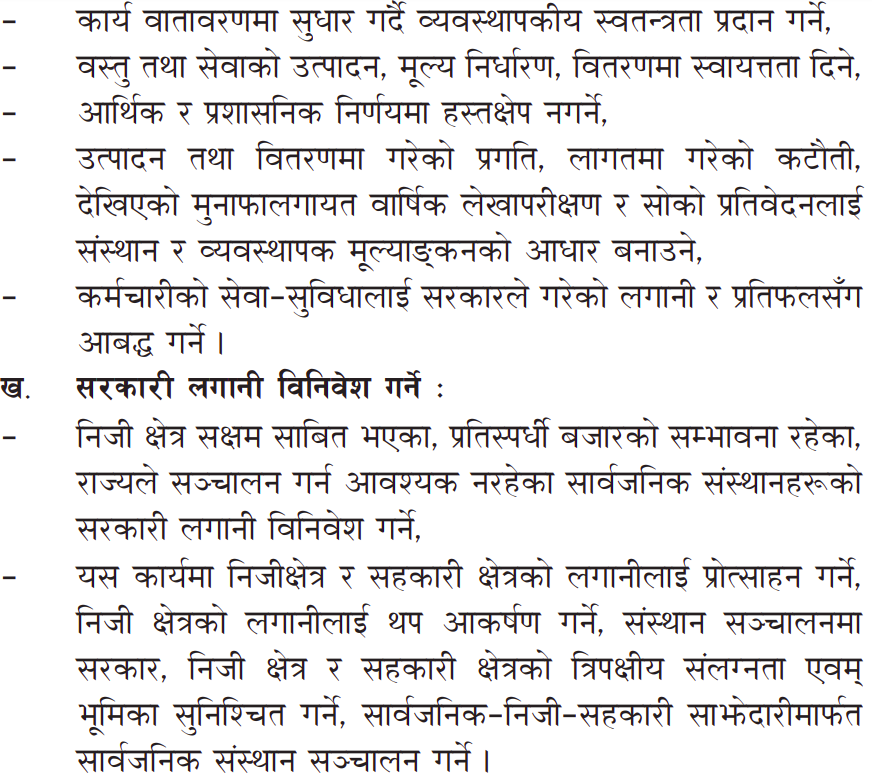 – कार्य वातावरणमा सुधार गर्दै व्यवस्थापकीय स्वतन्त्रता प्रदान गर्ने,
– वस्तु तथा सेवाको उत्पादन, मूल्य निर्धारण, वितरणमा स्वायत्तता दिने,
– आर्थिक र प्रशासनिक निर्णयमा हस्तक्षेप नगर्ने,
– उत्पादन तथा वितरणमा गरेको प्रगति, लागतमा गरेको कटौती,
देखिएको मुनाफालगायत वार्षिक लेखापरीक्षण र सोको प्रतिवेदनलाई
संस्थान र व्यवस्थापक मूल्याङ्कनको आधार बनाउने,
– कर्मचारीको सेवा-सुविधालाई सरकारले गरेको लगानी र प्रतिफलसँग
आबद्ध गर्ने ।
ख. सरकारी लगानी विनिवेश गर्ने :
– निजी क्षेत्र सक्षम साबित भएका, प्रतिस्पर्धी बजारको सम्भावना रहेका,
राज्यले सञ्चालन गर्न आवश्यक नरहेका सार्वजनिक संस्थानहरूको
सरकारी लगानी विनिवेश गर्ने,
– यस कार्यमा निजीक्षेत्र र सहकारी क्षेत्रको लगानीलाई प्रोत्साहन गर्ने,
निजी क्षेत्रको लगानीलाई थप आकर्षण गर्ने, संस्थान सञ्चालनमा
सरकार, निजी क्षेत्र र सहकारी क्षेत्रको त्रिपक्षीय संलग्नता एवम्
भूमिका सुनिश्चित गर्ने, सार्वजनिक-निजी-सहकारी साझेदारीमार्फत
सार्वजनिक संस्थान सञ्चालन गर्ने ।